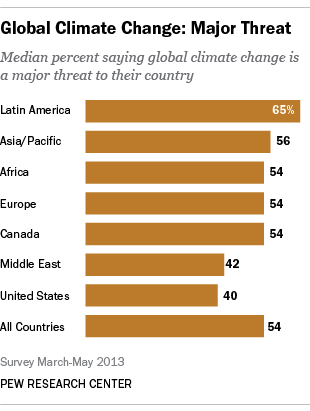 Global Climate Change: Major Threat
Median percent saying global climate change is
a major threat to their country
Latin America 65%
Asia/Pacific 56
Africa 54
Europe 54
Canada 54
Middle East 42
United States 40
All Countries 54
Survey March-May 2013
PEW RESEARCH CENTER